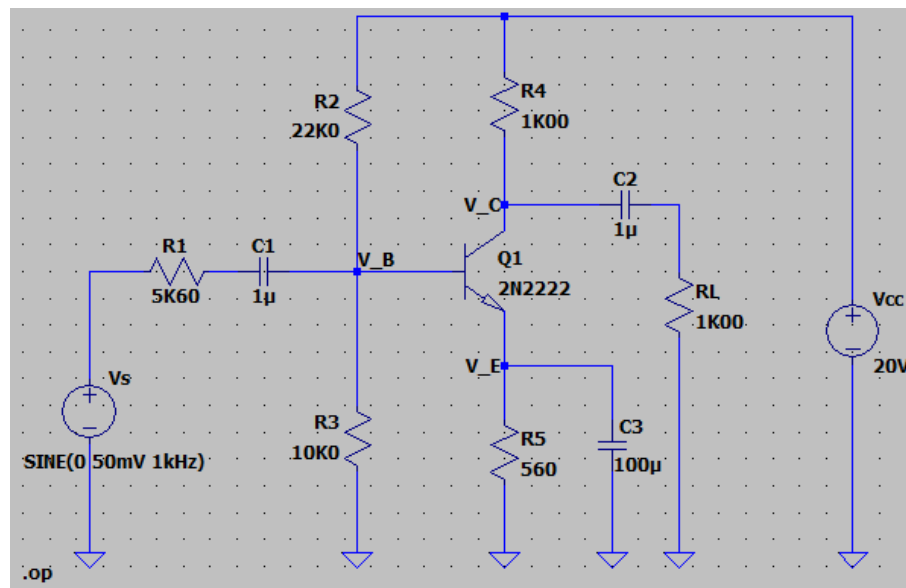 R2
22K0
R4
1K00
C2
1µ
V_C
R1
5K60
C1
1µ
V_B
Q1
2N2222
RL
1K00
Vcc
20V
V_E
Vs
SINE(0 50mV 1kHz)
R3
10K0
R5
560
C3
100µ
.op